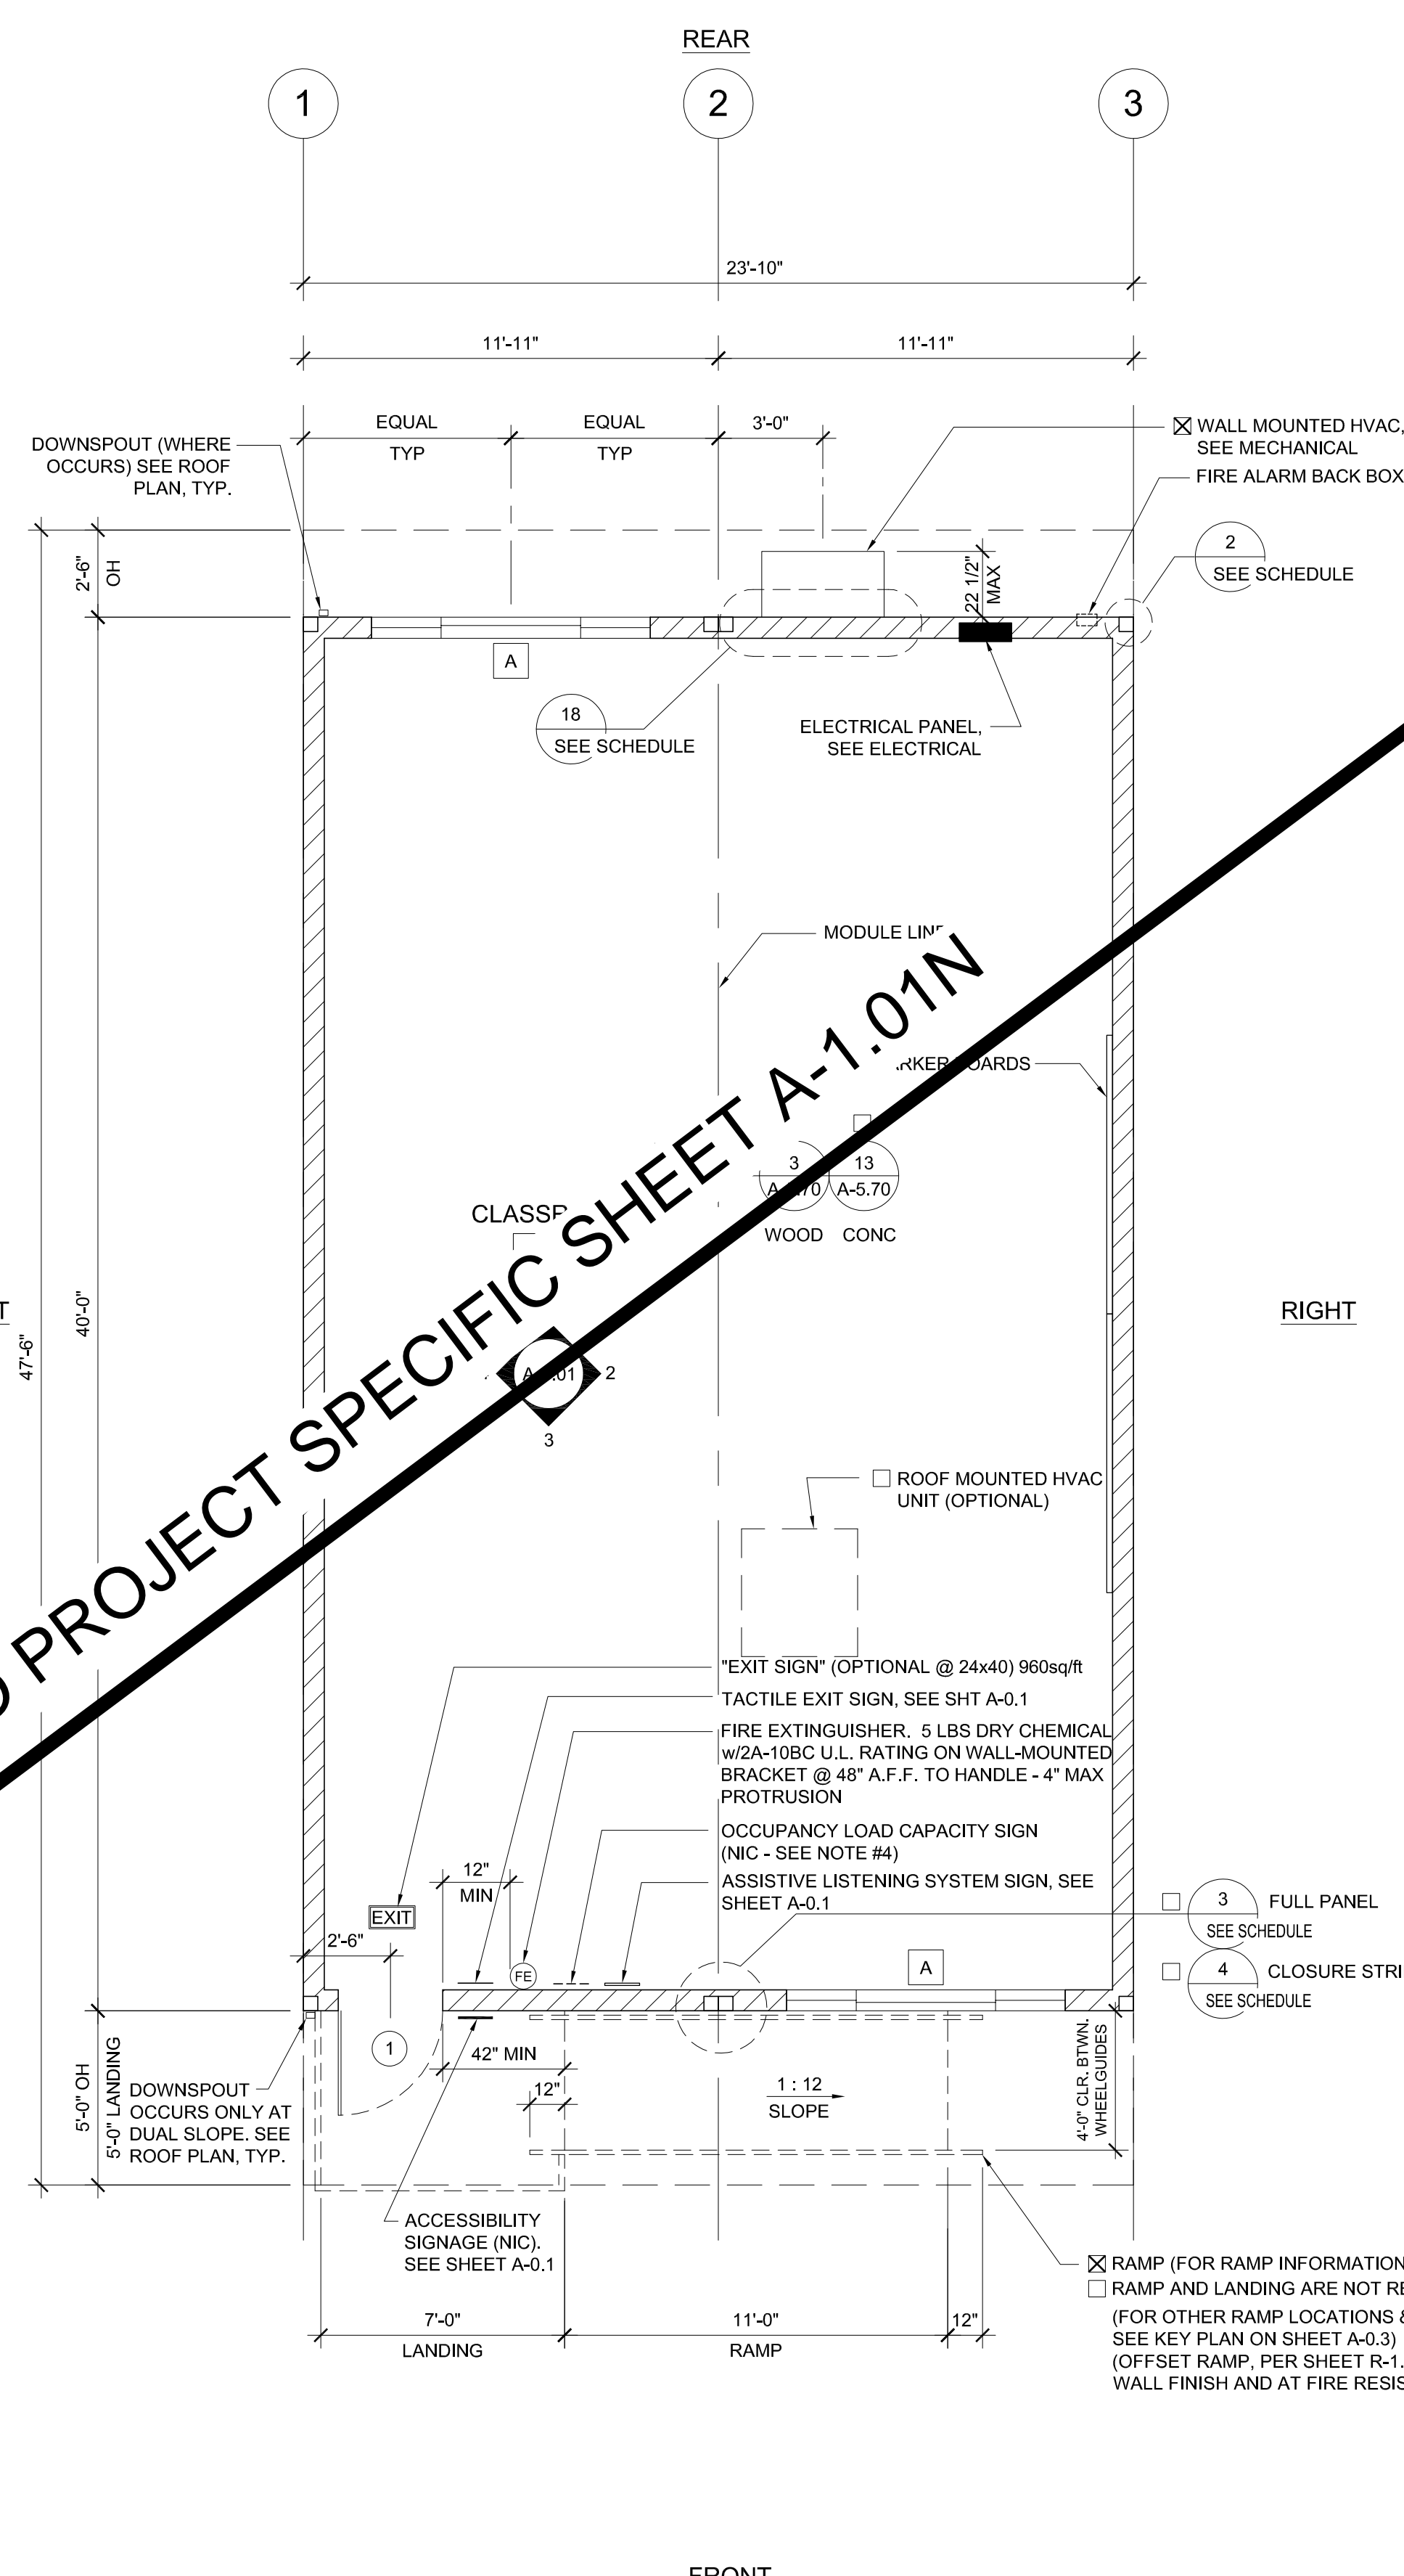 REAR
1
2
3
23'-10"
11'-11"
11'-11"
EQUAL
TYP
EQUAL
TYP
3'-0"
DOWNSPOUT (WHERE
OCCURS) SEE ROOF
PLAN, TYP.
WALL MOUNTED HVAC,
SEE MECHANICAL
FIRE ALARM BACK BOX
2
SEE SCHEDULE
2'-6"
OH
22 1/2"
MAX
A
18
SEE SCHEDULE
ELECTRICAL PANEL,
SEE ELECTRICAL
MODULE
PROJECT SPECIFIC SHEET A-1.01N
3
13
A-5.70
WOOD
CONC
40'-0"
47'-6"
RIGHT
2
3
ROOF MOUNTED HVAC
UNIT (OPTIONAL)
"EXIT SIGN" (OPTIONAL @ 24x40) 960sq/ft
TACTILE EXIT SIGN, SEE SHT A-0.1
FIRE EXTINGUISHER. 5 LBS DRY CHEMICAL
w/2A-10BC U.L. RATING ON WALL-MOUNTED
BRACKET @ 48" A.F.F. TO HANDLE - 4" MAX
PROTRUSION
OCCUPANCY LOAD CAPACITY SIGN
(NIC - SEE NOTE #4)
ASSISTIVE LISTENING SYSTEM SIGN, SEE
SHEET A-0.1
12"
MIN
EXIT
2'-6"
FE
A
3
FULL PANEL
SEE SCHEDULE
4
CLOSURE
SEE SCHEDULE
1
42" MIN
12"
1 : 12
SLOPE
4'-0" CLR. BTWN.
WHEELGUIDES
5'-0" OH
5'-0" LANDING
DOWNSPOUT
OCCURS ONLY AT
DUAL SLOPE. SEE
ROOF PLAN, TYP.
ACCESSIBILITY
SIGNAGE (NIC).
SEE SHEET A-0.1
RAMP (FOR RAMP INFORMATION
RAMP AND LANDING ARE NOT
(FOR OTHER RAMP LOCATIONS
SEE KEY PLAN ON SHEET A-0.3)
(OFFSET RAMP, PER SHEET
WALL FINISH AND AT FIRE
7'-0"
LANDING
11'-0"
RAMP
12"
FRONT